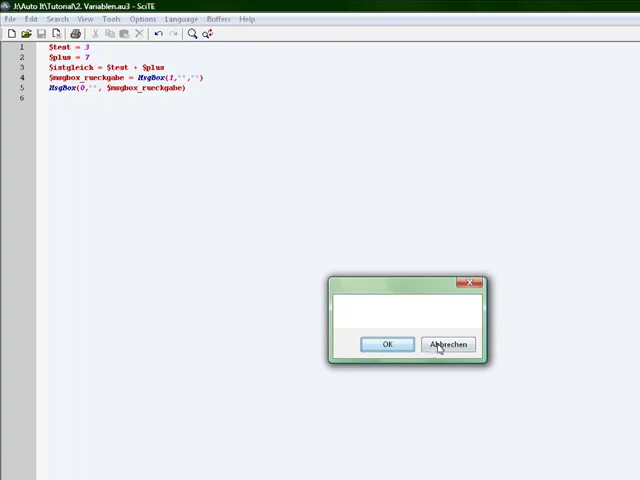 J:\Auto It\Tutorial\2. Variablen.au3 - SciTE
File Edit Search View Tools Options Language Buffers Help
1 $test = 3
2 $plus = 7
3 $istgleich = $test + $plus
4 $msgbox_rueckgabe = MsgBox(1,"","")
5 MsgBox(0,"", $msgbox_rueckgabe)
6
X
OK Abbrechen